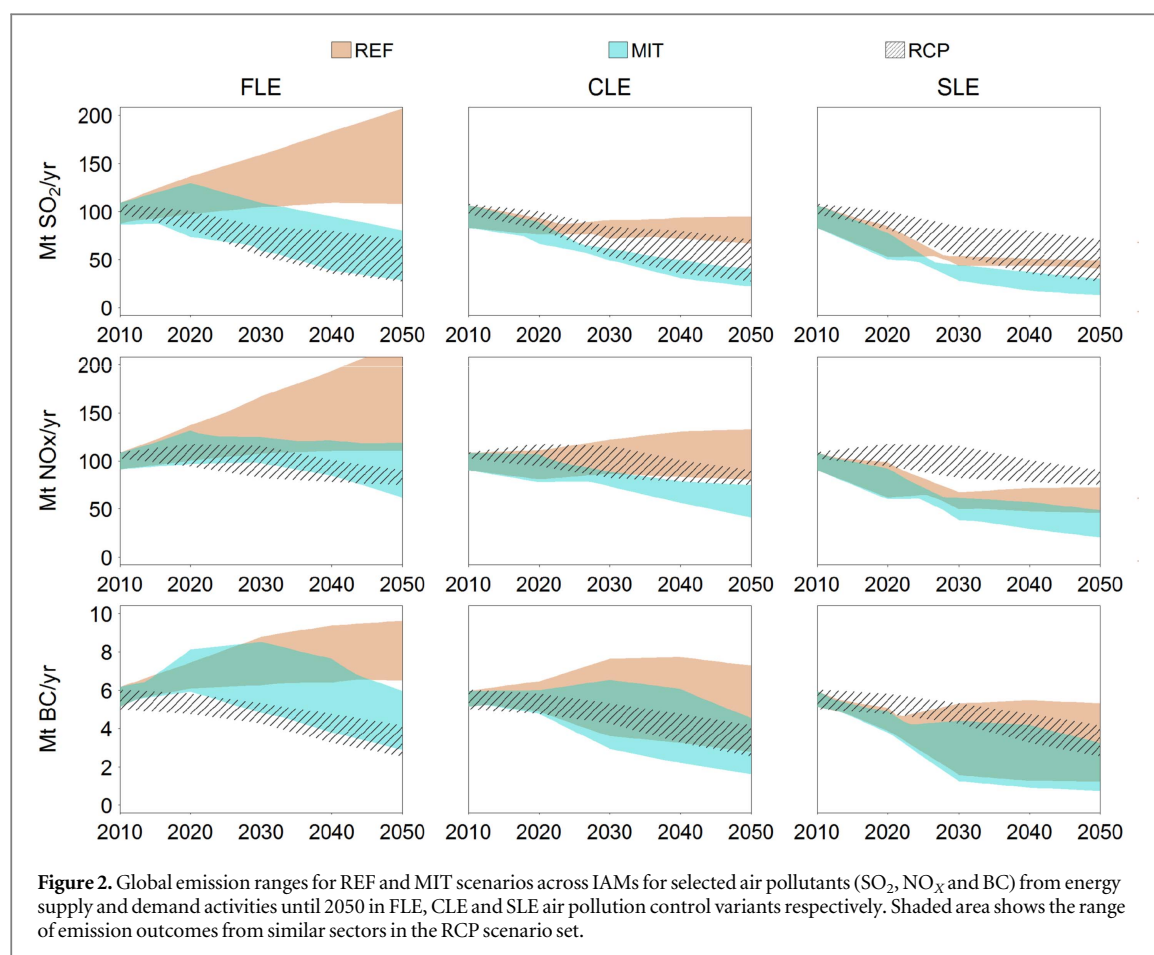 REF MIT RCP
FLE CLE SLE
Mt SO₂/yr
200
150
100
50
0
2010 2020 2030 2040 2050 2010 2020 2030 2040 2050 2010 2020 2030 2040 2050
Mt NOx/yr
200
150
100
50
0
2010 2020 2030 2040 2050 2010 2020 2030 2040 2050 2010 2020 2030 2040 2050
Mt BC/yr
10
8
6
4
2
0
2010 2020 2030 2040 2050 2010 2020 2030 2040 2050 2010 2020 2030 2040 2050
Figure 2. Global emission ranges for REF and MIT scenarios across IAMs for selected air pollutants (SO₂, NOₓ and BC) from energy
supply and demand activities until 2050 in FLE, CLE and SLE air pollution control variants respectively. Shaded area shows the range
of emission outcomes from similar sectors in the RCP scenario set.